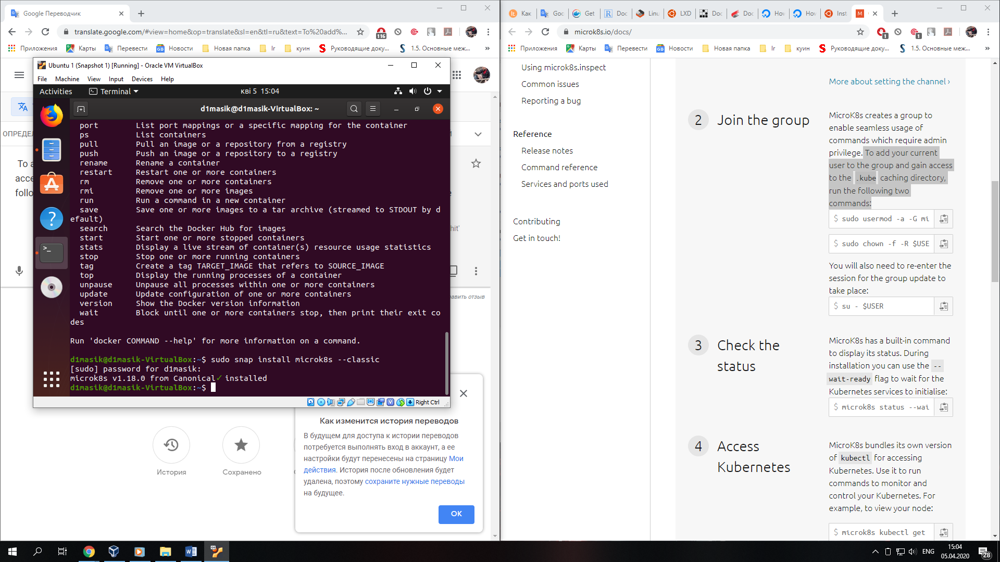 Google Переводчик
translate.google.com/#view=home&op=translate&sl=en&tl=ru&text=To%20add%...
116
Приложения
Карты
Перевести
Новости
Новая папка
Ir
куин
Руководящие доку...
1.5. Основные меж...
»
ОПРЕДЕЛ
To a
acce
follo
hit'
авить отзыв
История
Сохранено
Как изменится история переводов
В будущем для доступа к истории переводов
потребуется выполнять вход в аккаунт, а ее
настройки будут перенесены на страницу Мои
действия. История после обновления будет
удалена, поэтому сохраните нужные переводы
на будущее.
OK
Ubuntu 1 (Snapshot 1) [Running] - Oracle VM VirtualBox
File Machine View Input Devices Help
Activities
Terminal
кві 5 15:04
d1masik@d1masik-VirtualBox: ~
port List port mappings or a specific mapping for the container
ps List containers
pull Pull an image or a repository from a registry
push Push an image or a repository to a registry
rename Rename a container
restart Restart one or more containers
rm Remove one or more containers
rmi Remove one or more images
run Run a command in a new container
save Save one or more images to a tar archive (streamed to STDOUT by d
efault)
search Search the Docker Hub for images
start Start one or more stopped containers
stats Display a live stream of container(s) resource usage statistics
stop Stop one or more running containers
tag Create a tag TARGET_IMAGE that refers to SOURCE_IMAGE
top Display the running processes of a container
unpause Unpause all processes within one or more containers
update Update configuration of one or more containers
version Show the Docker version information
wait Block until one or more containers stop, then print their exit co
des
Run 'docker COMMAND --help' for more information on a command.
d1masik@d1masik-VirtualBox:~$ sudo snap install microk8s --classic
[sudo] password for d1masik:
microk8s v1.18.0 from Canonical✓ installed
d1masik@d1masik-VirtualBox:~$
Right Ctrl
Как
Goo
Get
Doc
Linu
LXD
Doc
Doc
Hov
Hov
Inst
microk8s.io/docs/
1
1
Приложения
Карты
Перевести
Новости
Новая папка
Ir
куин
Руководящие доку...
1.5. Основные меж...
»
Using microk8s.inspect
Common issues
Reporting a bug
Reference
Release notes
Command reference
Services and ports used
Contributing
Get in touch!
More about setting the channel ›
2 Join the group
MicroK8s creates a group to
enable seamless usage of
commands which require admin
privilege. To add your current
user to the group and gain access
to the .kube caching directory,
run the following two
commands:
$ sudo usermod -a -G mi
$ sudo chown -f -R $USE
You will also need to re-enter the
session for the group update to
take place:
$ su - $USER
3 Check the
status
MicroK8s has a built-in command
to display its status. During
installation you can use the --
wait-ready flag to wait for the
Kubernetes services to initialise:
$ microk8s status --wai
4 Access
Kubernetes
MicroK8s bundles its own version
of kubectl for accessing
Kubernetes. Use it to run
commands to monitor and
control your Kubernetes. For
example, to view your node:
$ microk8s kubectl get
ENG
15:04
05.04.2020
28